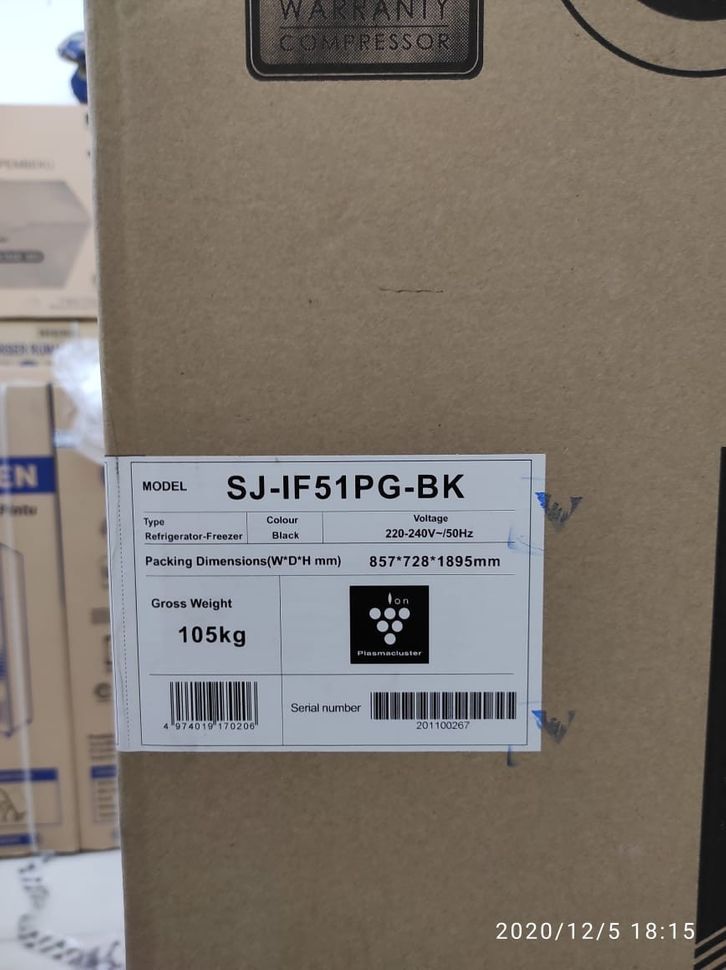 WARRANTY
COMPRESSOR
EN
Pintu
MODEL SJ-IF51PG-BK
Type Colour Voltage
Refrigerator-Freezer Black 220-240V~/50Hz
Packing Dimensions(W*D*H mm) 857*728*1895mm
Gross Weight
105kg
Ion
Plasmacluster
Serial number
4 974019 170206
201100267
2020/12/5 18:15